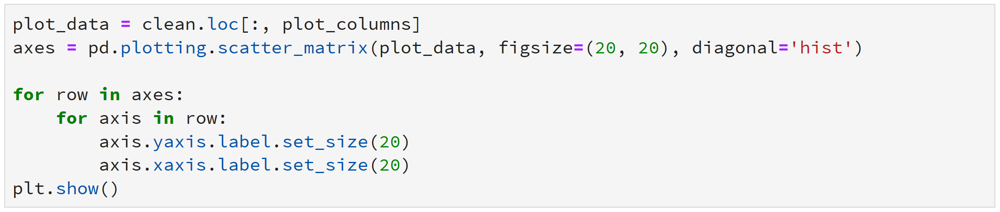 plot_data = clean.loc[:, plot_columns]
axes = pd.plotting.scatter_matrix(plot_data, figsize=(20, 20), diagonal='hist')

for row in axes:
    for axis in row:
        axis.yaxis.label.set_size(20)
        axis.xaxis.label.set_size(20)
plt.show()